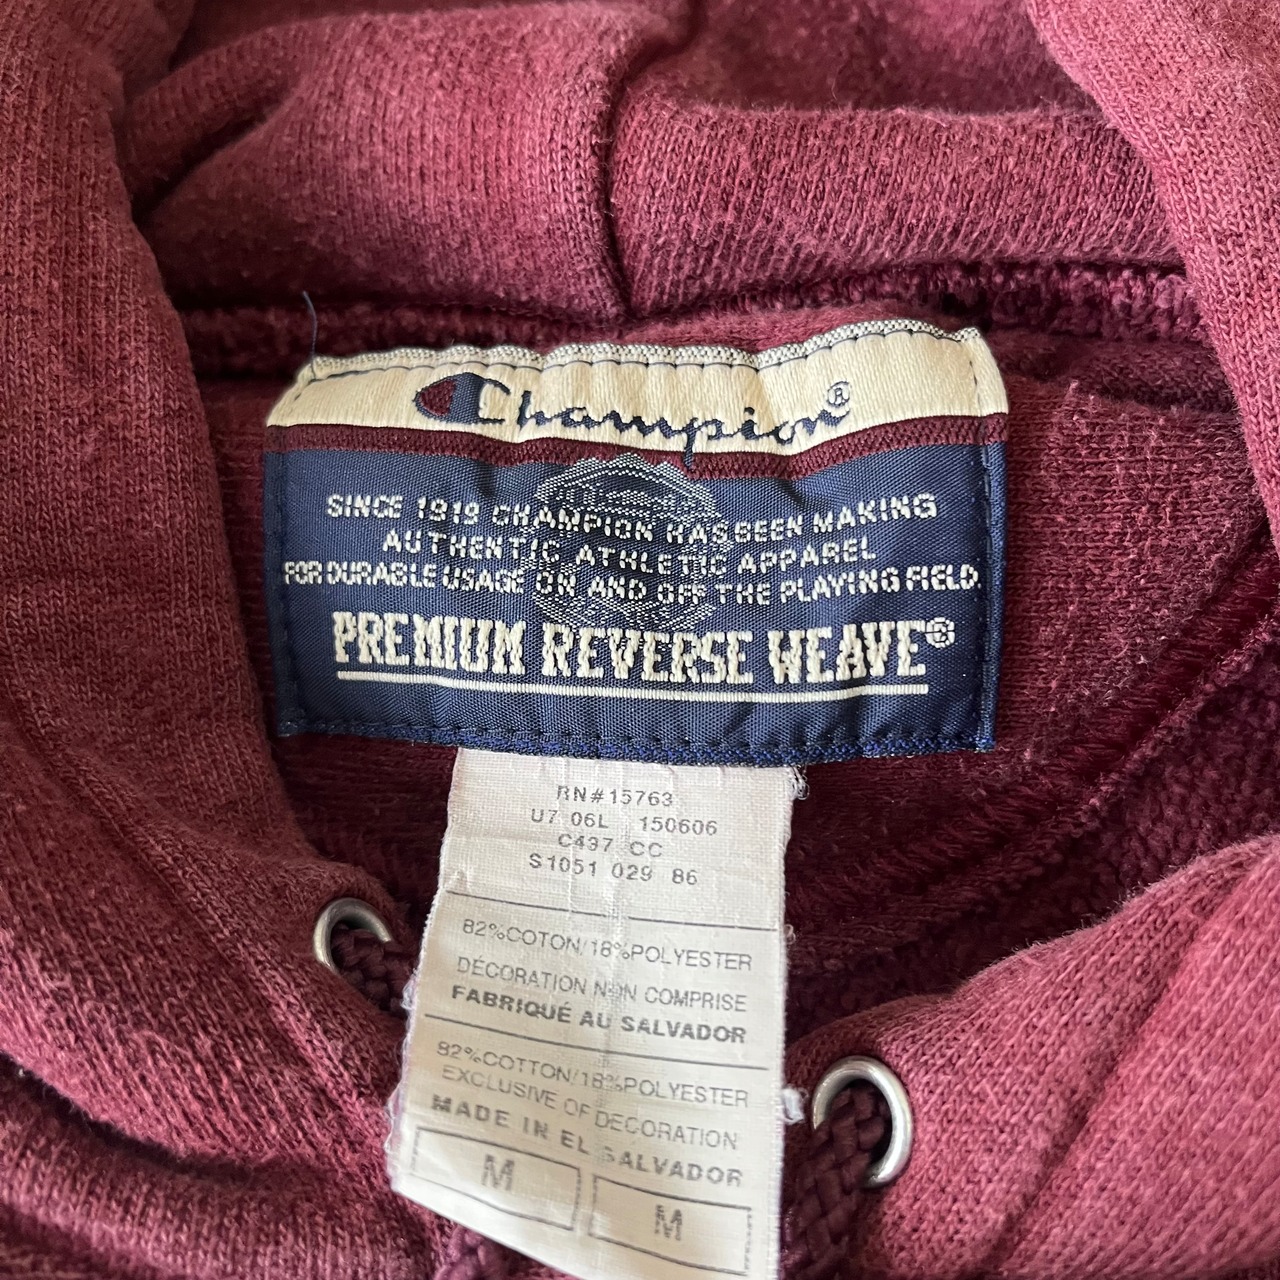 Champion®
SINCE 1919 CHAMPION HAS BEEN MAKING
AUTHENTIC ATHLETIC APPAREL
FOR DURABLE USAGE ON AND OFF THE PLAYING FIELD.
PREMIUM REVERSE WEAVE®
RN#15763
U7 06L 150606
C437 CC
S1051 029 86
82%COTON/18%POLYESTER
DÉCORATION NON COMPRISE
FABRIQUÉ AU SALVADOR
82%COTTON/18%POLYESTER
EXCLUSIVE OF DECORATION
MADE IN EL SALVADOR
M M